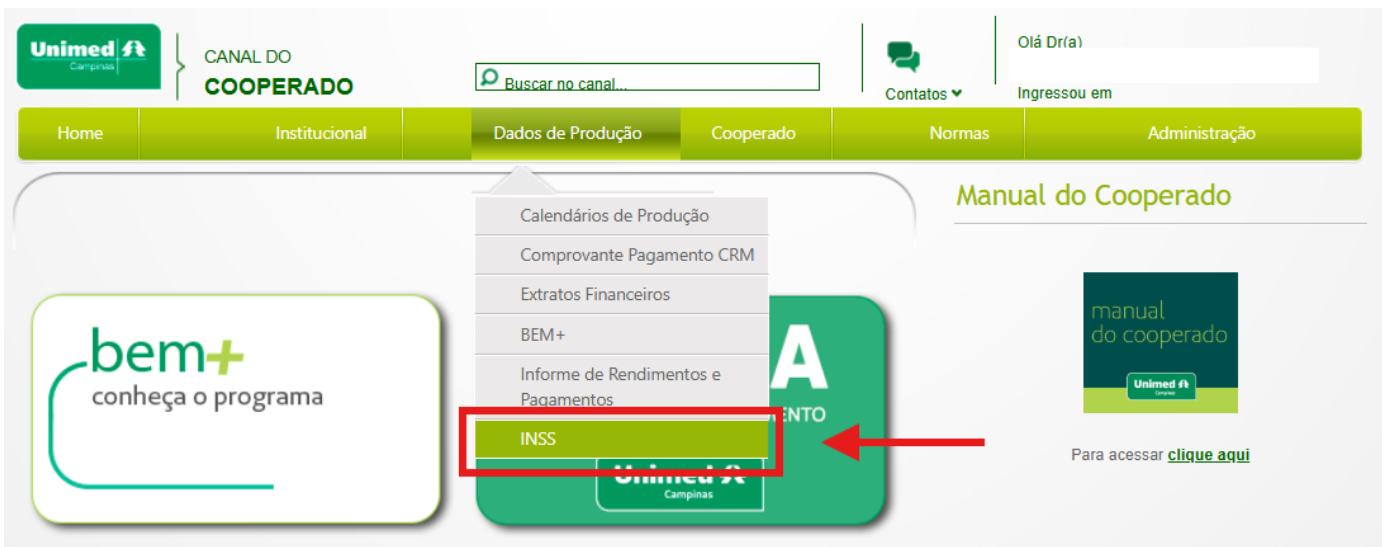 Unimed
Campinas
CANAL DO
COOPERADO
Buscar no canal...
Contatos
Olá Dr(a)
Ingressou em
Home
Institucional
Dados de Produção
Cooperado
Normas
Administração
Calendários de Produção
Comprovante Pagamento CRM
Extratos Financeiros
BEM+
Informe de Rendimentos e
Pagamentos
INSS
bem+
conheça o programa
A
ENTO
Unimed
Campinas
Manual do Cooperado
manual
do cooperado
Unimed
Campinas
Para acessar clique aqui